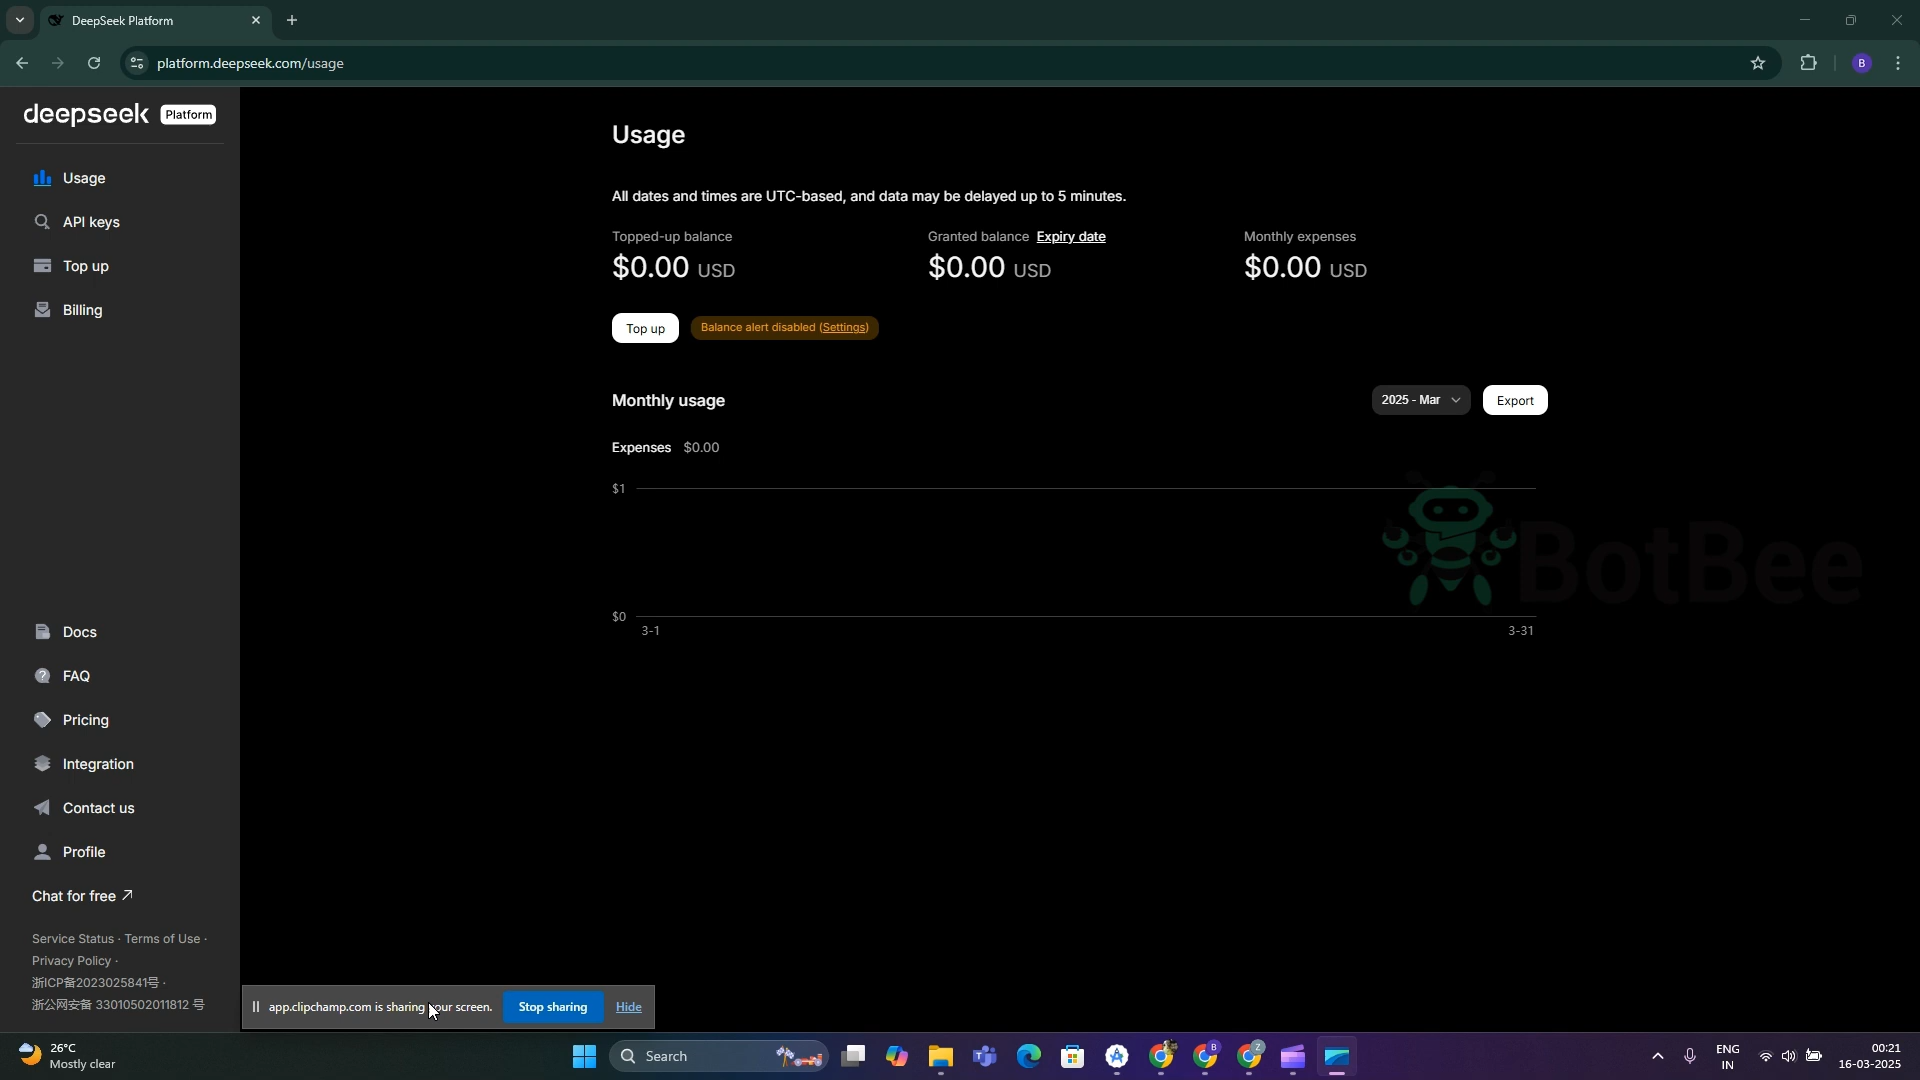 DeepSeek Platform
platform.deepseek.com/usage
B
deepseek Platform
Usage
API keys
Top up
Billing
Docs
FAQ
Pricing
Integration
Contact us
Profile
Chat for free
Service Status · Terms of Use ·
Privacy Policy ·
浙ICP备2023025841号 ·
浙公网安备 33010502011812 号
Usage
All dates and times are UTC-based, and data may be delayed up to 5 minutes.
Topped-up balance
$0.00 USD
Granted balance Expiry date
$0.00 USD
Monthly expenses
$0.00 USD
Top up
Balance alert disabled (Settings)
Monthly usage
2025 - Mar
Export
Expenses $0.00
$1
$0
3-1
3-31
BotBee
app.clipchamp.com is sharing your screen.
Stop sharing
Hide
26°C
Mostly clear
Search
B
Z
ENG
IN
00:21
16-03-2025